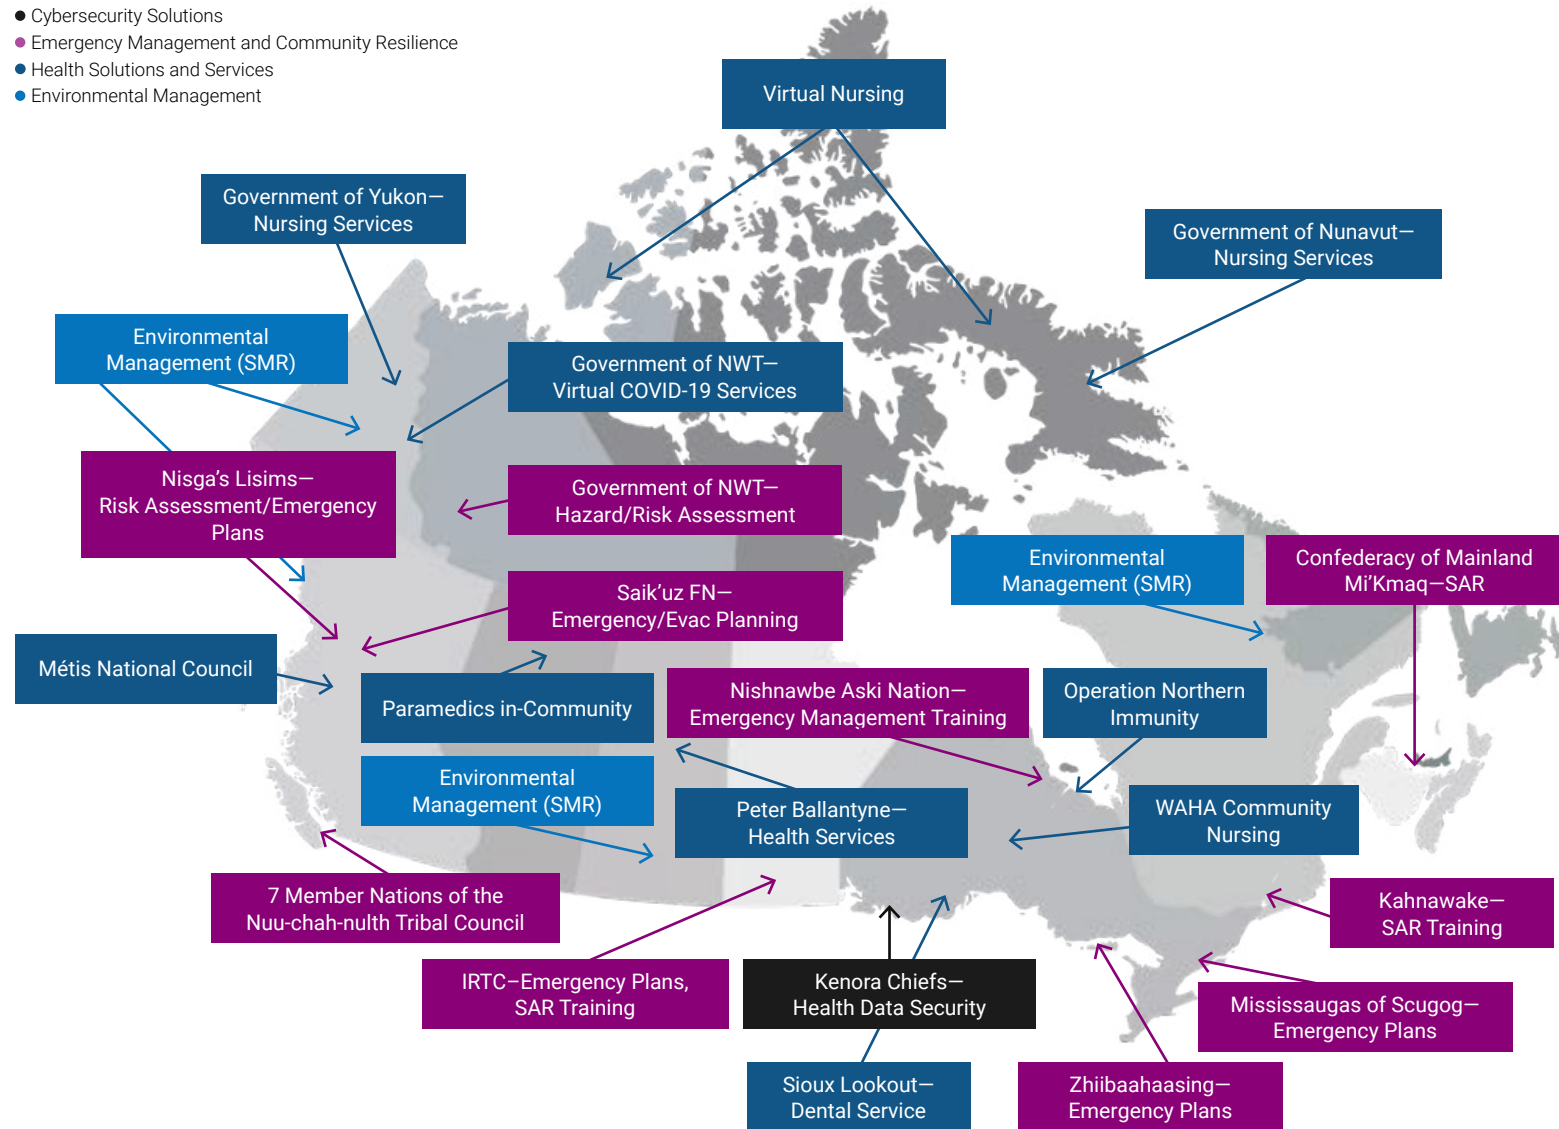 Cybersecurity Solutions
Emergency Management and Community Resilience
Health Solutions and Services
Environmental Management
Virtual Nursing
Government of Yukon—
Nursing Services
Government of Nunavut—
Nursing Services
Environmental
Management (SMR)
Government of NWT—
Virtual COVID-19 Services
Nisga’s Lisims—
Risk Assessment/Emergency
Plans
Government of NWT—
Hazard/Risk Assessment
Environmental
Management (SMR)
Confederacy of Mainland
Mi’Kmaq—SAR
Saik’uz FN—
Emergency/Evac Planning
Métis National Council
Paramedics in-Community
Nishnawbe Aski Nation—
Emergency Management Training
Operation Northern
Immunity
Environmental
Management (SMR)
Peter Ballantyne—
Health Services
WAHA Community
Nursing
7 Member Nations of the
Nuu-chah-nulth Tribal Council
Kahnawake—
SAR Training
IRTC–Emergency Plans,
SAR Training
Kenora Chiefs—
Health Data Security
Mississaugas of Scugog—
Emergency Plans
Sioux Lookout—
Dental Service
Zhiibaahaasing—
Emergency Plans